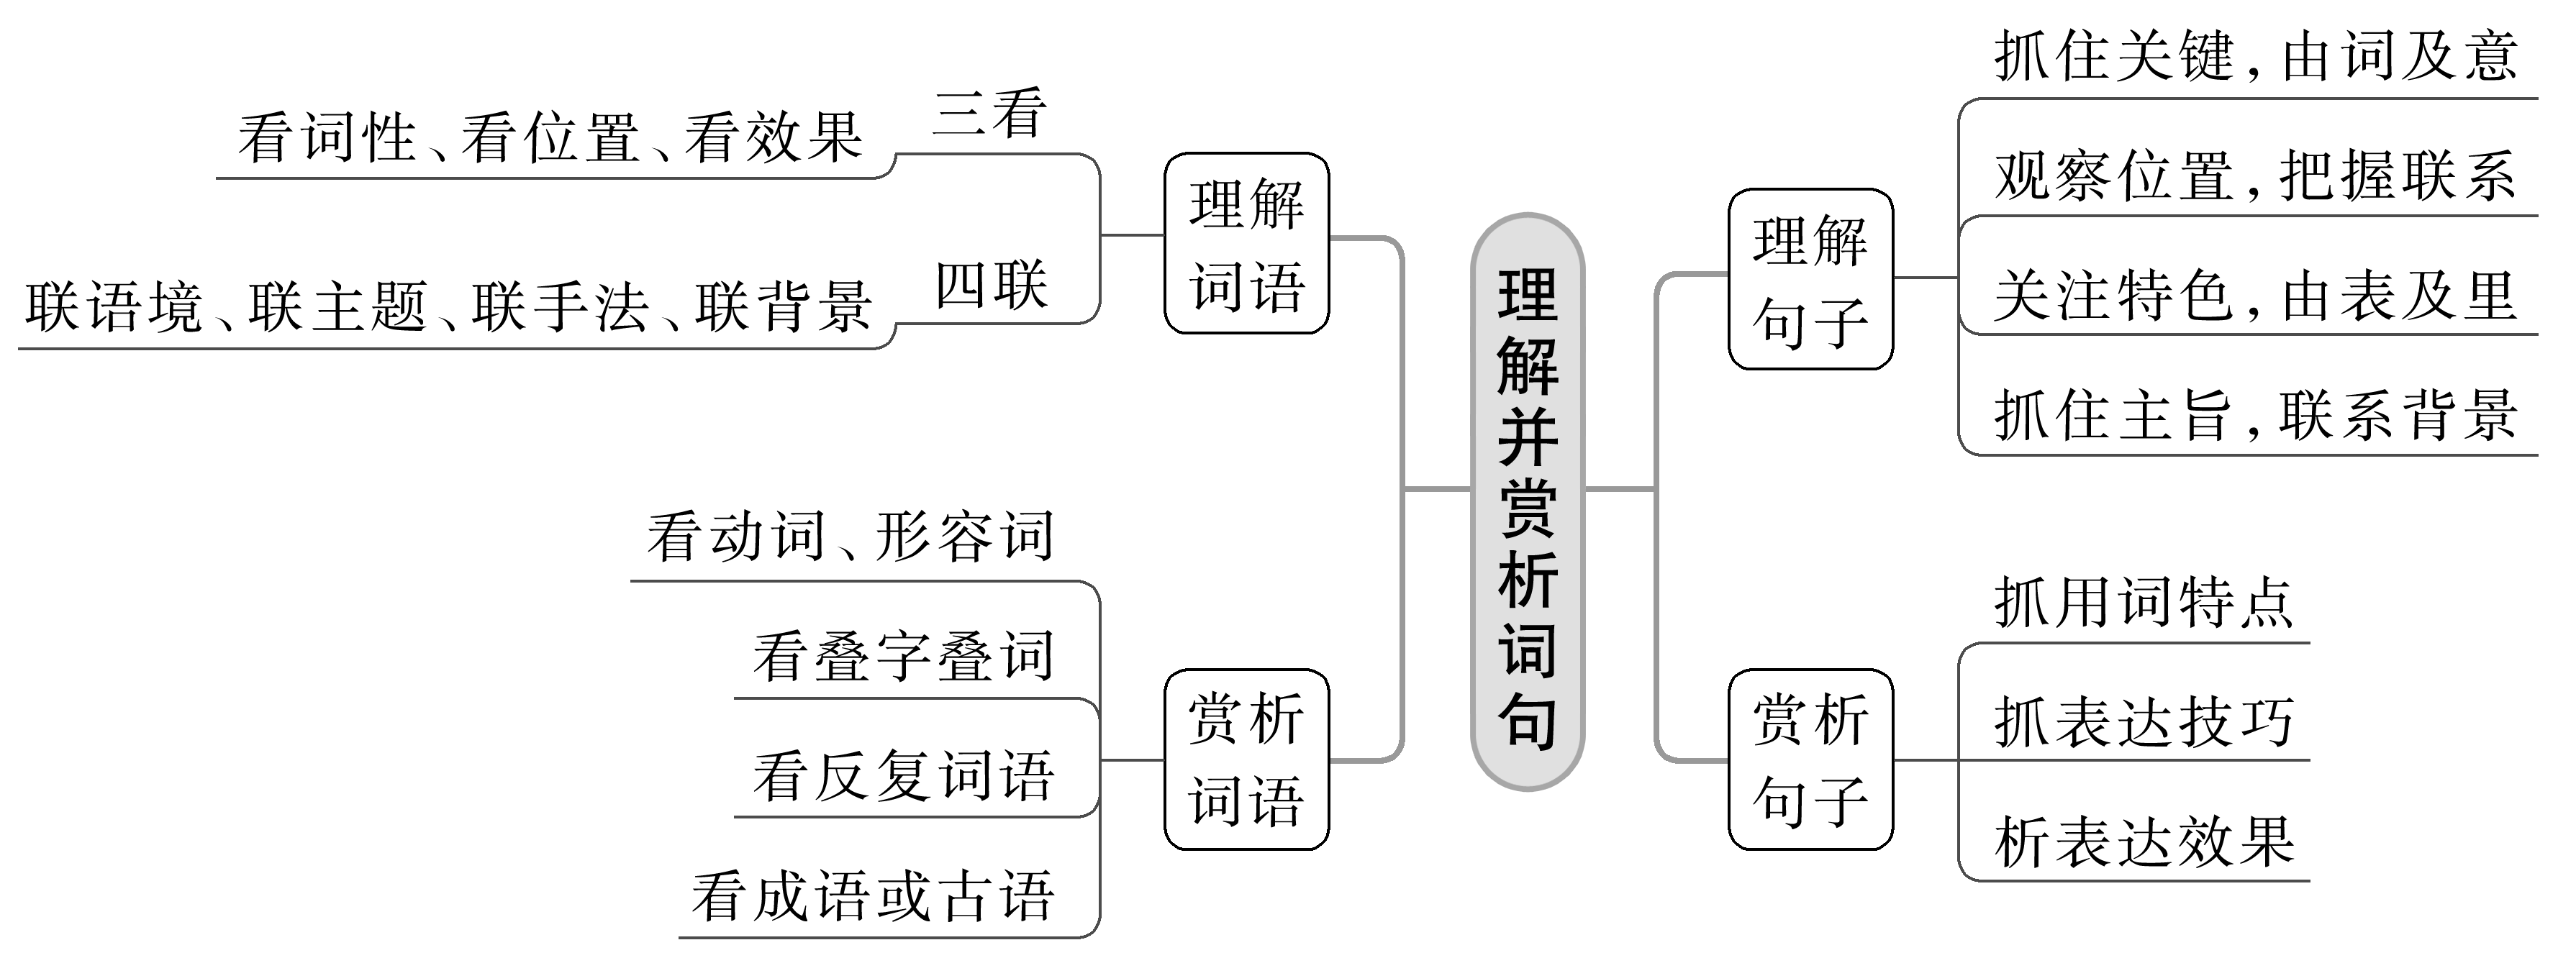 理解并赏析词句
理解
词语
三看
看词性、看位置、看效果
四联
联语境、联主题、联手法、联背景
赏析
词语
看动词、形容词
看叠字叠词
看反复词语
看成语或古语
理解
句子
抓住关键，由词及意
观察位置，把握联系
关注特色，由表及里
抓住主旨，联系背景
赏析
句子
抓用词特点
抓表达技巧
析表达效果